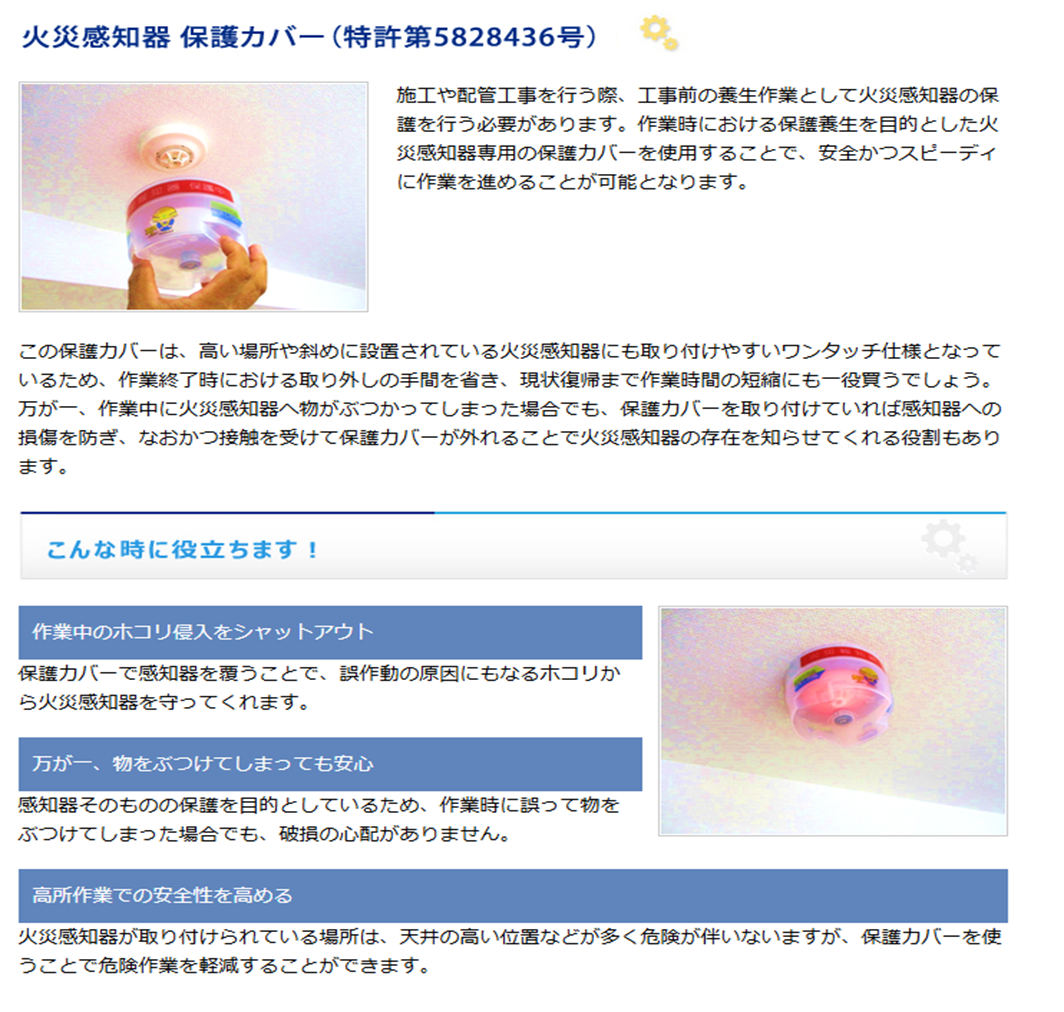 火災感知器 保護カバー（特許第5828436号）
施工や配管工事を行う際、工事前の養生作業として火災感知器の保
護を行う必要があります。作業時における保護養生を目的とした火
災感知器専用の保護カバーを使用することで、安全かつスピーディ
に作業を進めることが可能となります。
この保護カバーは、高い場所や斜めに設置されている火災感知器にも取り付けやすいワンタッチ仕様となって
いるため、作業終了時における取り外しの手間を省き、現状復帰まで作業時間の短縮にも一役買うでしょう。
万が一、作業中に火災感知器へ物がぶつかってしまった場合でも、保護カバーを取り付けていれば感知器への
損傷を防ぎ、なおかつ接触を受けて保護カバーが外れることで火災感知器の存在を知らせてくれる役割もあり
ます。
こんな時に役立ちます！
作業中のホコリ侵入をシャットアウト
保護カバーで感知器を覆うことで、誤作動の原因にもなるホコリか
ら火災感知器を守ってくれます。
万が一、物をぶつけてしまっても安心
感知器そのものの保護を目的としているため、作業時に誤って物を
ぶつけてしまった場合でも、破損の心配がありません。
高所作業での安全性を高める
火災感知器が取り付けられている場所は、天井の高い位置などが多く危険が伴いないますが、保護カバーを使
うことで危険作業を軽減することができます。